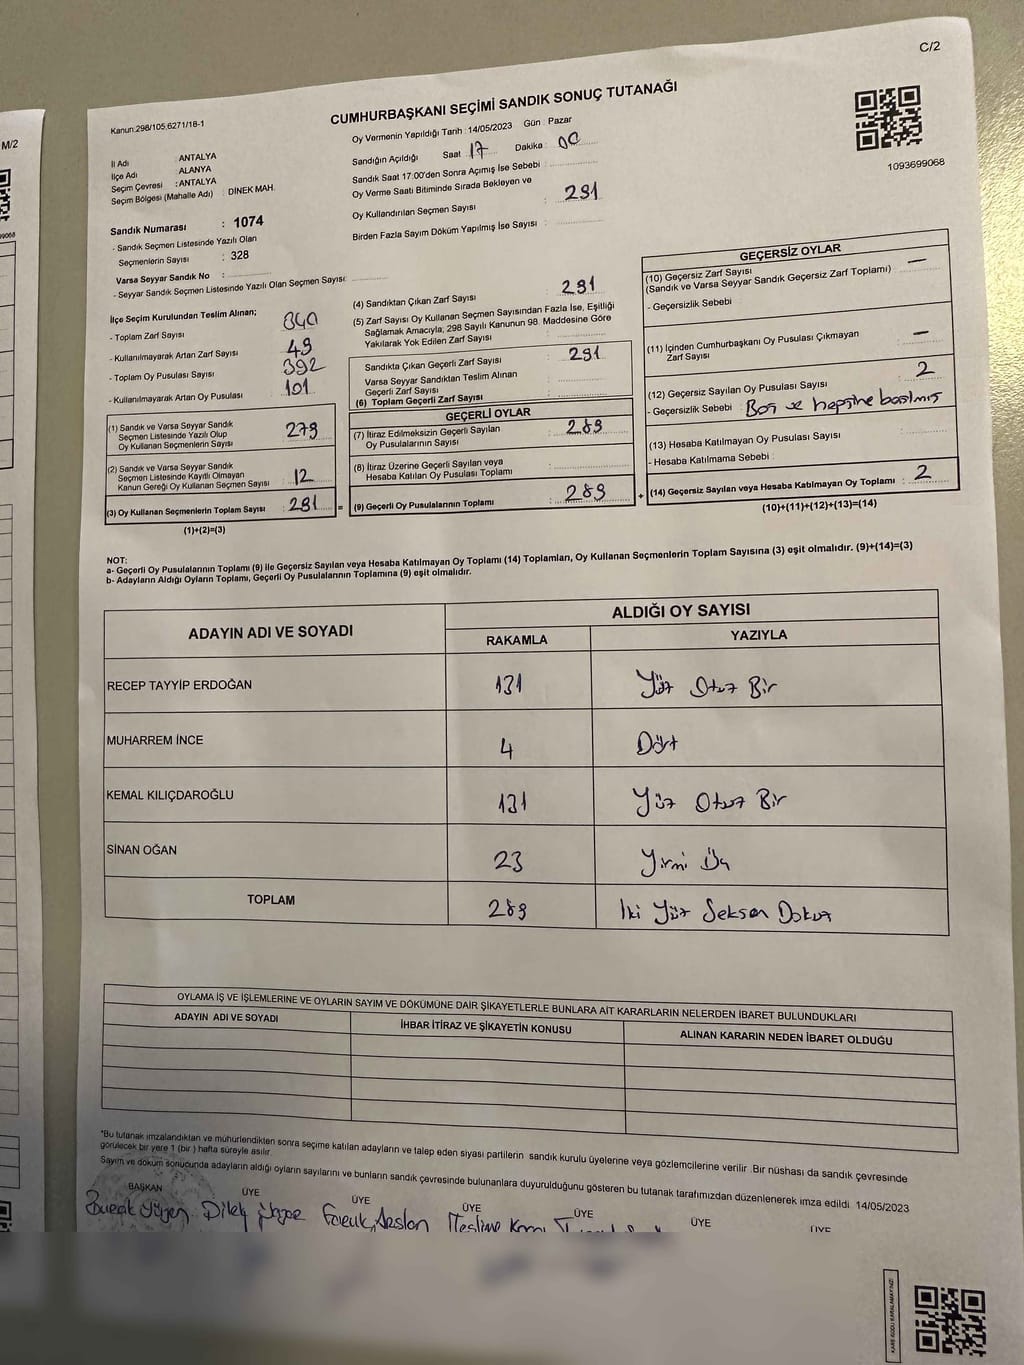 C/2
M/2
Kanun:298/105,6271/18-1
CUMHURBAŞKANI SEÇİMİ SANDIK SONUÇ TUTANAĞI
1093699068
İl Adı : ANTALYA
İlçe Adı : ALANYA
Seçim Çevresi : ANTALYA
Seçim Bölgesi (Mahalle Adı) : DİNEK MAH.
Oy Vermenin Yapıldığı Tarih : 14/05/2023 Gün : Pazar
Sandığın Açıldığı Saat 17 Dakika : 00
Sandık Saat 17:00'den Sonra Açımış İse Sebebi :
Oy Verme Saati Bitiminde Sırada Bekleyen ve
Oy Kullandırılan Seçmen Sayısı : 291
Birden Fazla Sayım Döküm Yapılmış İse Sayısı :
Sandık Numarası : 1074
- Sandık Seçmen Listesinde Yazılı Olan
Seçmenlerin Sayısı : 328
Varsa Seyyar Sandık No :
- Seyyar Sandık Seçmen Listesinde Yazılı Olan Seçmen Sayısı:
İlçe Seçim Kurulundan Teslim Alınan;
- Toplam Zarf Sayısı : 340
- Kullanılmayarak Artan Zarf Sayısı : 49
- Toplam Oy Pusulası Sayısı : 392
- Kullanılmayarak Artan Oy Pusulası : 101
(1) Sandık ve Varsa Seyyar Sandık
Seçmen Listesinde Yazılı Olup
Oy Kullanan Seçmenlerin Sayısı : 279
(2) Sandık ve Varsa Seyyar Sandık
Seçmen Listesinde Kayıtlı Olmayan
Kanun Gereği Oy Kullanan Seçmen Sayısı : 12
(3) Oy Kullanan Seçmenlerin Toplam Sayısı : 291 =
(1)+(2)=(3)
(4) Sandıktan Çıkan Zarf Sayısı : 291
(5) Zarf Sayısı Oy Kullanan Seçmen Sayısından Fazla İse, Eşitliği
Sağlamak Amacıyla; 298 Sayılı Kanunun 98. Maddesine Göre
Yakılarak Yok Edilen Zarf Sayısı :
Sandıkta Çıkan Geçerli Zarf Sayısı : 291
Varsa Seyyar Sandıktan Teslim Alınan
Geçerli Zarf Sayısı :
(6) Toplam Geçerli Zarf Sayısı :
GEÇERLİ OYLAR
(7) İtiraz Edilmeksizin Geçerli Sayılan
Oy Pusulalarının Sayısı : 289
(8) İtiraz Üzerine Geçerli Sayılan veya
Hesaba Katılan Oy Pusulası Toplamı :
(9) Geçerli Oy Pusulalarının Toplamı : 289 +
GEÇERSİZ OYLAR
(10) Geçersiz Zarf Sayısı : —
(Sandık ve Varsa Seyyar Sandık Geçersiz Zarf Toplamı)
- Geçersizlik Sebebi
(11) İçinden Cumhurbaşkanı Oy Pusulası Çıkmayan : —
Zarf Sayısı
(12) Geçersiz Sayılan Oy Pusulası Sayısı : 2
- Geçersizlik Sebebi : Boş ve hepsine basılmış
(13) Hesaba Katılmayan Oy Pusulası Sayısı :
- Hesaba Katılmama Sebebi :
(14) Geçersiz Sayılan veya Hesaba Katılmayan Oy Toplamı : 2
(10)+(11)+(12)+(13)=(14)
NOT:
a- Geçerli Oy Pusulalarının Toplamı (9) ile Geçersiz Sayılan veya Hesaba Katılmayan Oy Toplamı (14) Toplamları, Oy Kullanan Seçmenlerin Toplam Sayısına (3) eşit olmalıdır. (9)+(14)=(3)
b- Adayların Aldığı Oyların Toplamı, Geçerli Oy Pusulalarının Toplamına (9) eşit olmalıdır.
ADAYIN ADI VE SOYADI ALDIĞI OY SAYISI
RAKAMLA YAZIYLA
RECEP TAYYİP ERDOĞAN 131 Yüz Otuz Bir
MUHARREM İNCE 4 Dört
KEMAL KILIÇDAROĞLU 131 Yüz Otuz Bir
SİNAN OĞAN 23 Yirmi Üç
TOPLAM 289 İki Yüz Seksen Dokuz
OYLAMA İŞ VE İŞLEMLERİNE VE OYLARIN SAYIM VE DÖKÜMÜNE DAİR ŞİKAYETLERLE BUNLARA AİT KARARLARIN NELERDEN İBARET BULUNDUKLARI
ADAYIN ADI VE SOYADI İHBAR İTİRAZ VE ŞİKAYETİN KONUSU ALINAN KARARIN NEDEN İBARET OLDUĞU
*Bu tutanak imzalandıktan ve mühürlendikten sonra seçime katılan adayların ve talep eden siyasi partilerin sandık kurulu üyelerine veya gözlemcilerine verilir .Bir nüshası da sandık çevresinde
görülecek bir yere 1 (bir ) hafta süreyle asılır.
Sayım ve döküm sonucunda adayların aldığı oyların sayılarını ve bunların sandık çevresinde bulunanlara duyurulduğunu gösteren bu tutanak tarafımızdan düzenlenerek imza edildi. 14/05/2023
BAŞKAN ÜYE ÜYE ÜYE ÜYE ÜYE ÜYE
Burak Dilek Faruk Arslan